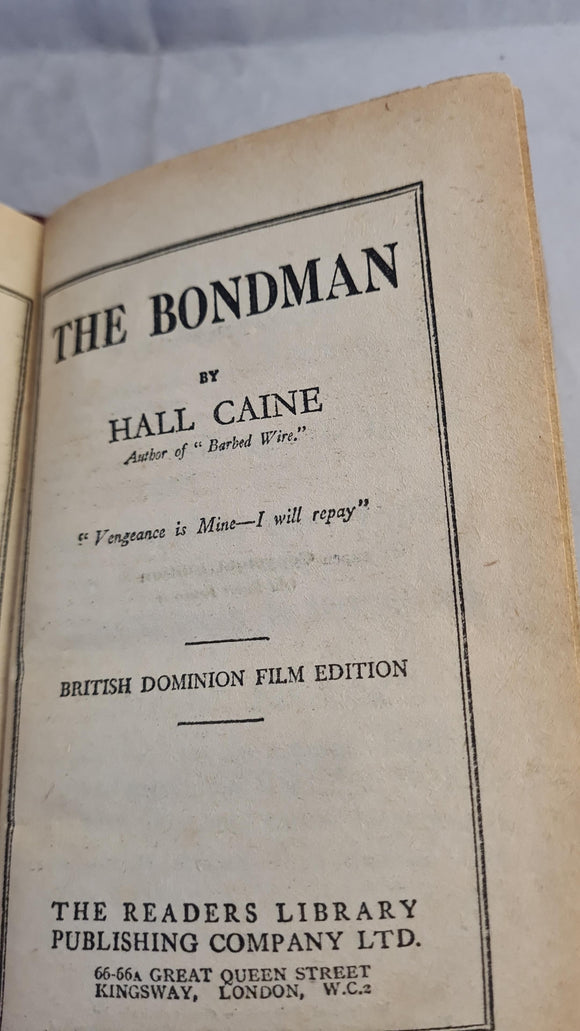 THE BONDMAN
BY
HALL CAINE
Author of “ Barbed Wire.”
“ Vengeance is Mine—I will repay”
BRITISH DOMINION FILM EDITION
THE READERS LIBRARY
PUBLISHING COMPANY LTD.
66-66A GREAT QUEEN STREET
KINGSWAY, LONDON, W.C.2